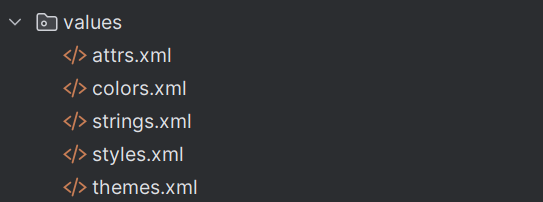 values
attrs.xml
colors.xml
strings.xml
styles.xml
themes.xml